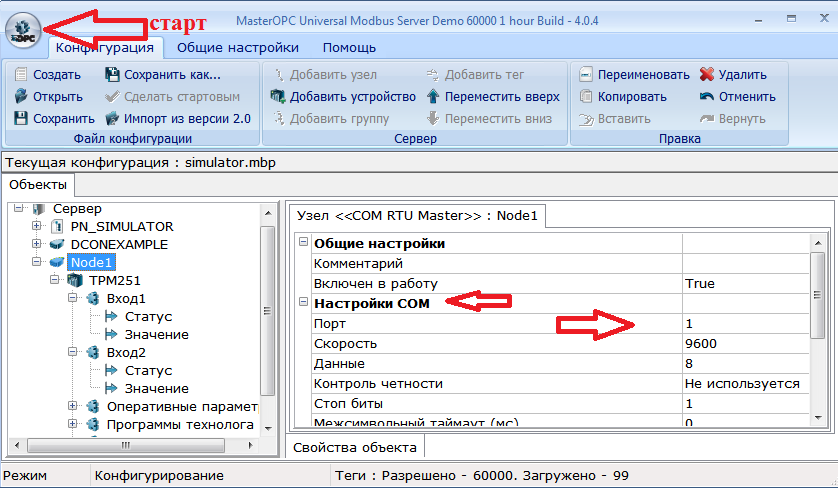 старт
MasterOPC Universal Modbus Server Demo 60000 1 hour Build - 4.0.4
OPC
Конфигурация Общие настройки Помощь
Создать Сохранить как... Добавить узел Добавить тег Переименовать Удалить
Открыть Сделать стартовым Добавить устройство Переместить вверх Копировать Отменить
Сохранить Импорт из версии 2.0 Добавить группу Переместить вниз Вставить Вернуть
Файл конфигурации Сервер Правка
Текущая конфигурация : simulator.mbp
Объекты
Сервер
PN_SIMULATOR
DCONEXAMPLE
Node1
ТРМ251
Вход1
Статус
Значение
Вход2
Статус
Значение
Оперативные парамет
Программы технолога
Узел <<COM RTU Master>> : Node1
Общие настройки
Комментарий
Включен в работу True
Настройки COM
Порт 1
Скорость 9600
Данные 8
Контроль четности Не используется
Стоп биты 1
Межсимвольный таймаут (мс) 0
Свойства объекта
Режим Конфигурирование Теги : Разрешено - 60000. Загружено - 99